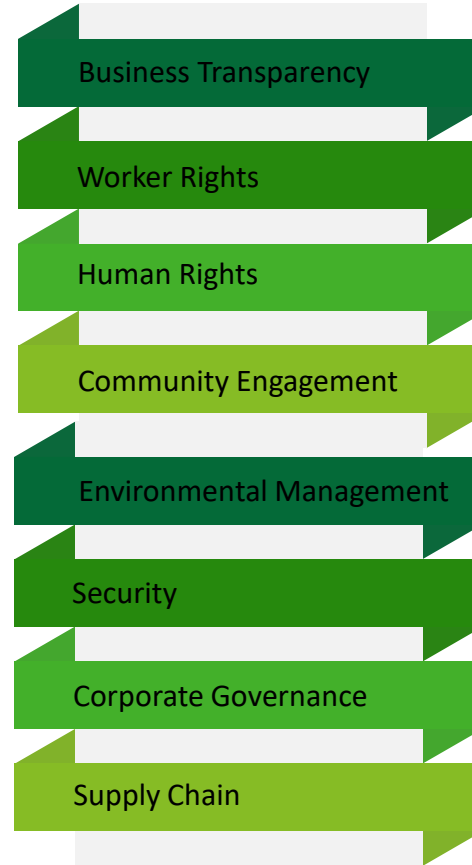 Business Transparency
Worker Rights
Human Rights
Community Engagement
Environmental Management
Security
Corporate Governance
Supply Chain